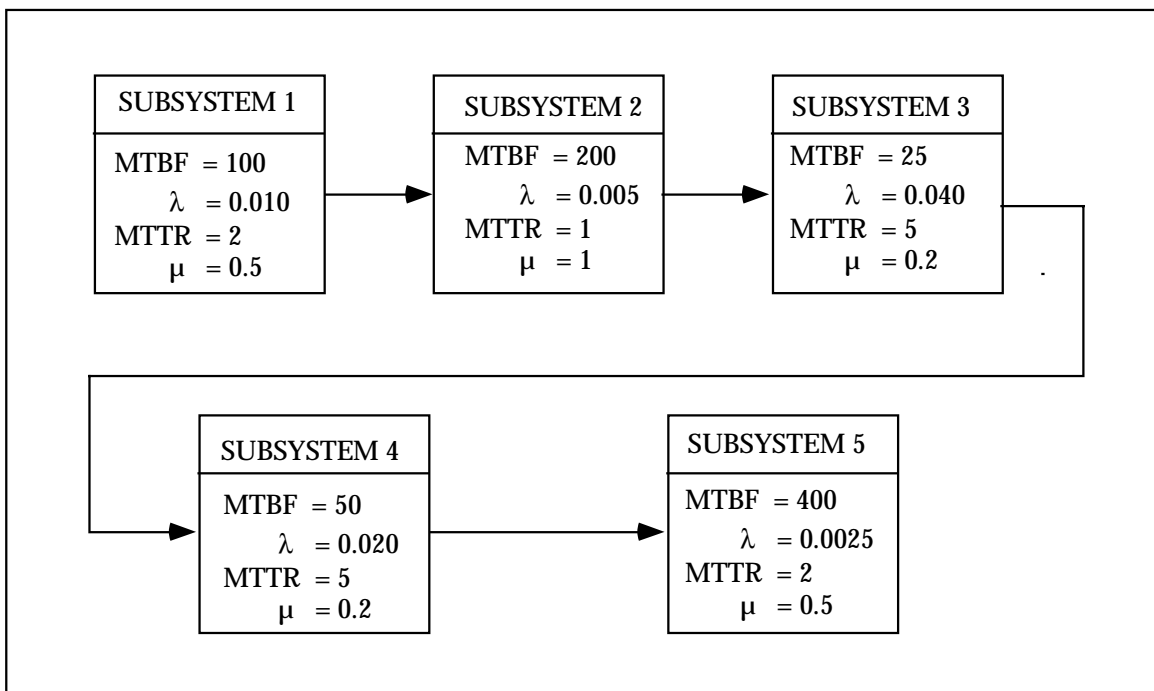 SUBSYSTEM 1
MTBF = 100
λ = 0.010
MTTR = 2
μ = 0.5
SUBSYSTEM 2
MTBF = 200
λ = 0.005
MTTR = 1
μ = 1
SUBSYSTEM 3
MTBF = 25
λ = 0.040
MTTR = 5
μ = 0.2
.
SUBSYSTEM 4
MTBF = 50
λ = 0.020
MTTR = 5
μ = 0.2
SUBSYSTEM 5
MTBF = 400
λ = 0.0025
MTTR = 2
μ = 0.5